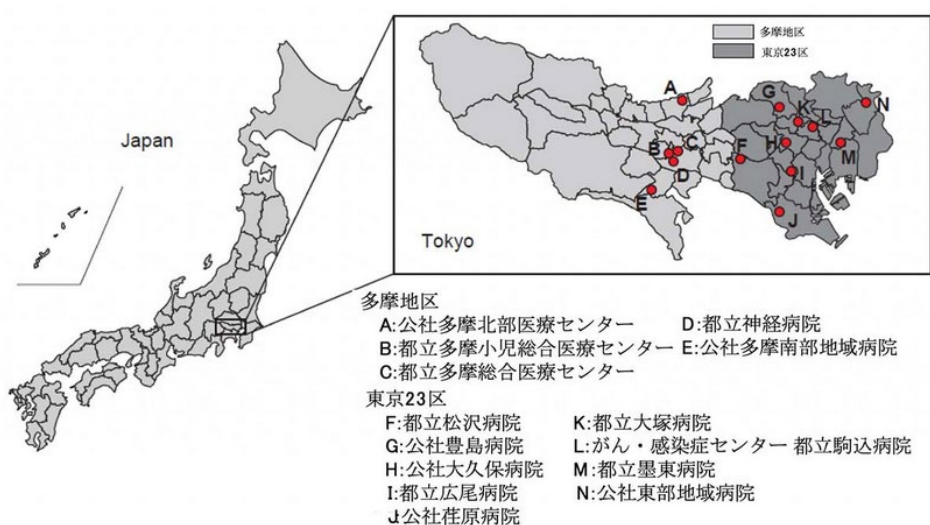 Japan
多摩地区
東京23区
A
G
K
L
N
B
C
F
H
M
D
I
E
J
Tokyo
多摩地区
A:公社多摩北部医療センター D:都立神経病院
B:都立多摩小児総合医療センター E:公社多摩南部地域病院
C:都立多摩総合医療センター
東京23区
F:都立松沢病院 K:都立大塚病院
G:公社豊島病院 L:がん・感染症センター 都立駒込病院
H:公社大久保病院 M:都立墨東病院
I:都立広尾病院 N:公社東部地域病院
J:公社荏原病院